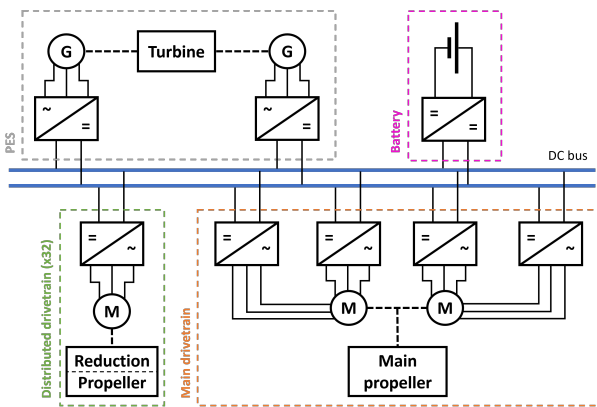 G
Turbine
G
~
=
~
=
=
=
PES
Battery
DC bus
=
~
=
~
=
~
=
~
=
~
M
M
M
Reduction
Propeller
Main
propeller
Distributed drivetrain (x32)
Main drivetrain